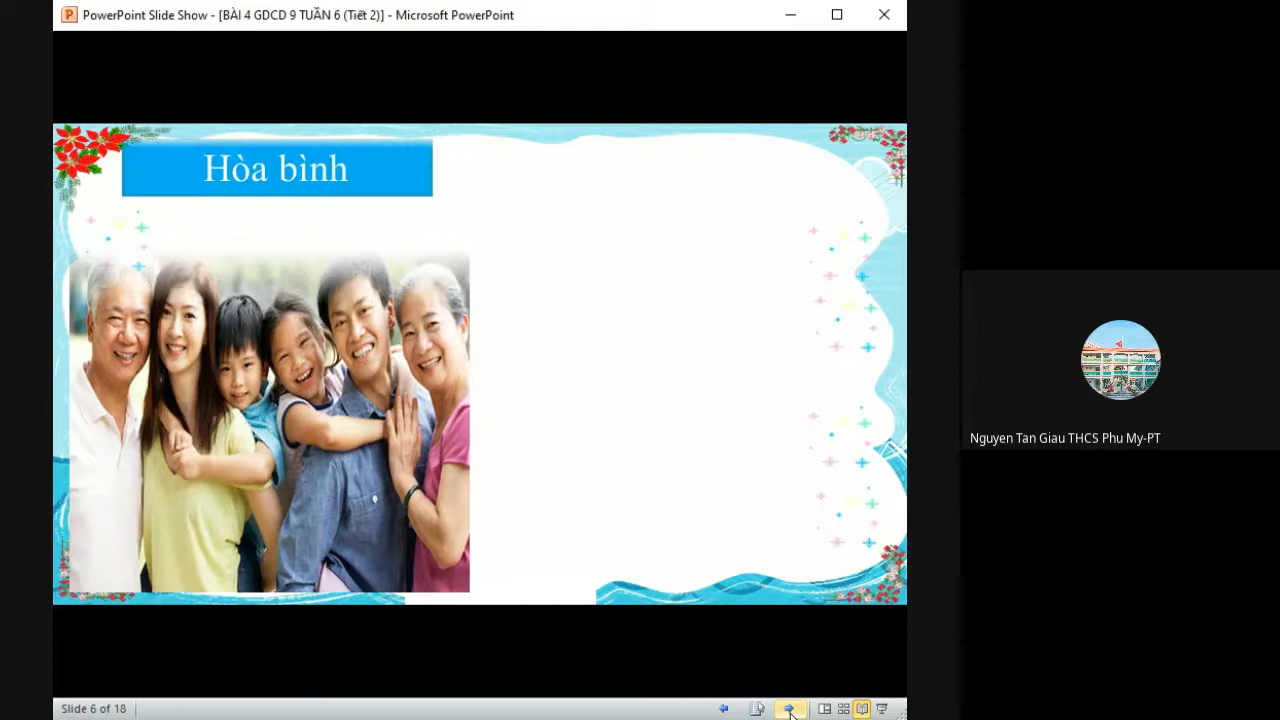 PowerPoint Slide Show - [BÀI 4 GDCD 9 TUẦN 6 (Tiết 2)] - Microsoft PowerPoint
Hòa bình
Nguyen Tan Giau THCS Phu My-PT
Slide 6 of 18